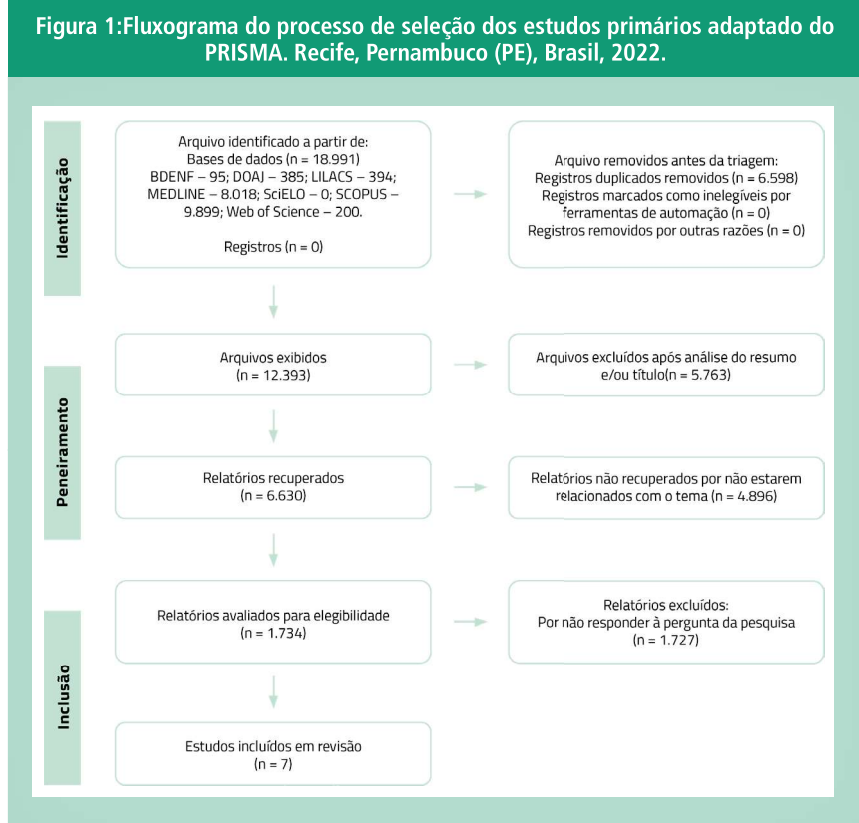 Figura 1:Fluxograma do processo de seleção dos estudos primários adaptado do
PRISMA. Recife, Pernambuco (PE), Brasil, 2022.
Identificação
Arquivo identificado a partir de:
Bases de dados (n = 18.991)
BDENF – 95; DOAJ – 385; LILACS – 394;
MEDLINE – 8.018; SciELO – 0; SCOPUS –
9.899; Web of Science – 200.
Registros (n = 0)
Arquivo removidos antes da triagem:
Registros duplicados removidos (n = 6.598)
Registros marcados como inelegíveis por
ferramentas de automação (n = 0)
Registros removidos por outras razões (n = 0)
Peneiramento
Arquivos exibidos
(n = 12.393)
Arquivos excluídos após análise do resumo
e/ou título(n = 5.763)
Relatórios recuperados
(n = 6.630)
Relatórios não recuperados por não estarem
relacionados com o tema (n = 4.896)
Inclusão
Relatórios avaliados para elegibilidade
(n = 1.734)
Relatórios excluídos:
Por não responder à pergunta da pesquisa
(n = 1.727)
Estudos incluídos em revisão
(n = 7)